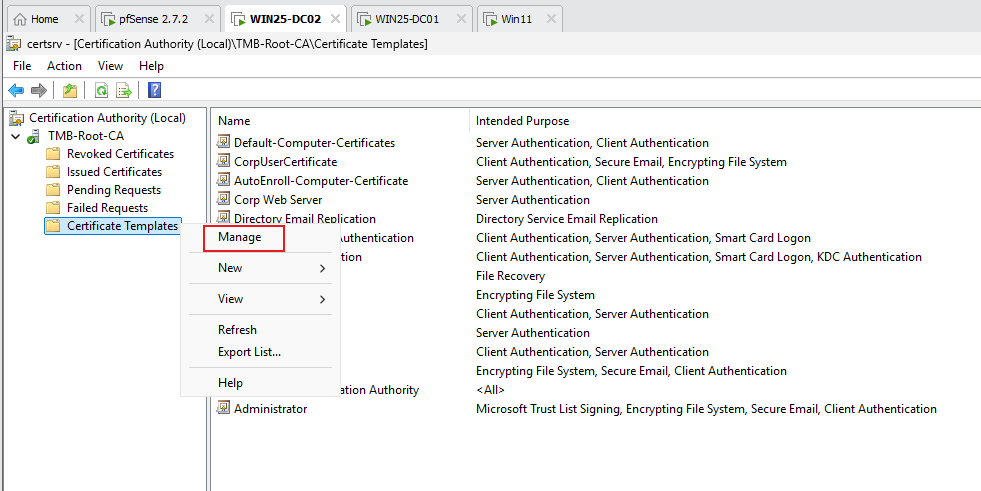 Home
pfSense 2.7.2
WIN25-DC02
WIN25-DC01
Win11
certsrv - [Certification Authority (Local)\TMB-Root-CA\Certificate Templates]
File Action View Help
Certification Authority (Local)
TMB-Root-CA
Revoked Certificates
Issued Certificates
Pending Requests
Failed Requests
Certificate Templates
Manage
New
View
Refresh
Export List...
Help
Name Intended Purpose
Default-Computer-Certificates Server Authentication, Client Authentication
CorpUserCertificate Client Authentication, Secure Email, Encrypting File System
AutoEnroll-Computer-Certificate Server Authentication, Client Authentication
Corp Web Server Server Authentication
Directory Email Replication Directory Service Email Replication
Authentication Client Authentication, Server Authentication, Smart Card Logon
tion Client Authentication, Server Authentication, Smart Card Logon, KDC Authentication
File Recovery
Encrypting File System
Client Authentication, Server Authentication
Server Authentication
Client Authentication, Server Authentication
Encrypting File System, Secure Email, Client Authentication
ation Authority <All>
Administrator Microsoft Trust List Signing, Encrypting File System, Secure Email, Client Authentication